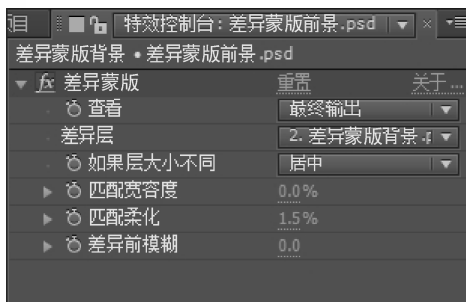 项目 特效控制台: 差异蒙版前景.psd
差异蒙版背景 • 差异蒙版前景.psd
fx 差异蒙版 重置 关于...
查看 最终输出
差异层 2. 差异蒙版背景.
如果层大小不同 居中
匹配宽容度 0.0%
匹配柔化 1.5%
差异前模糊 0.0